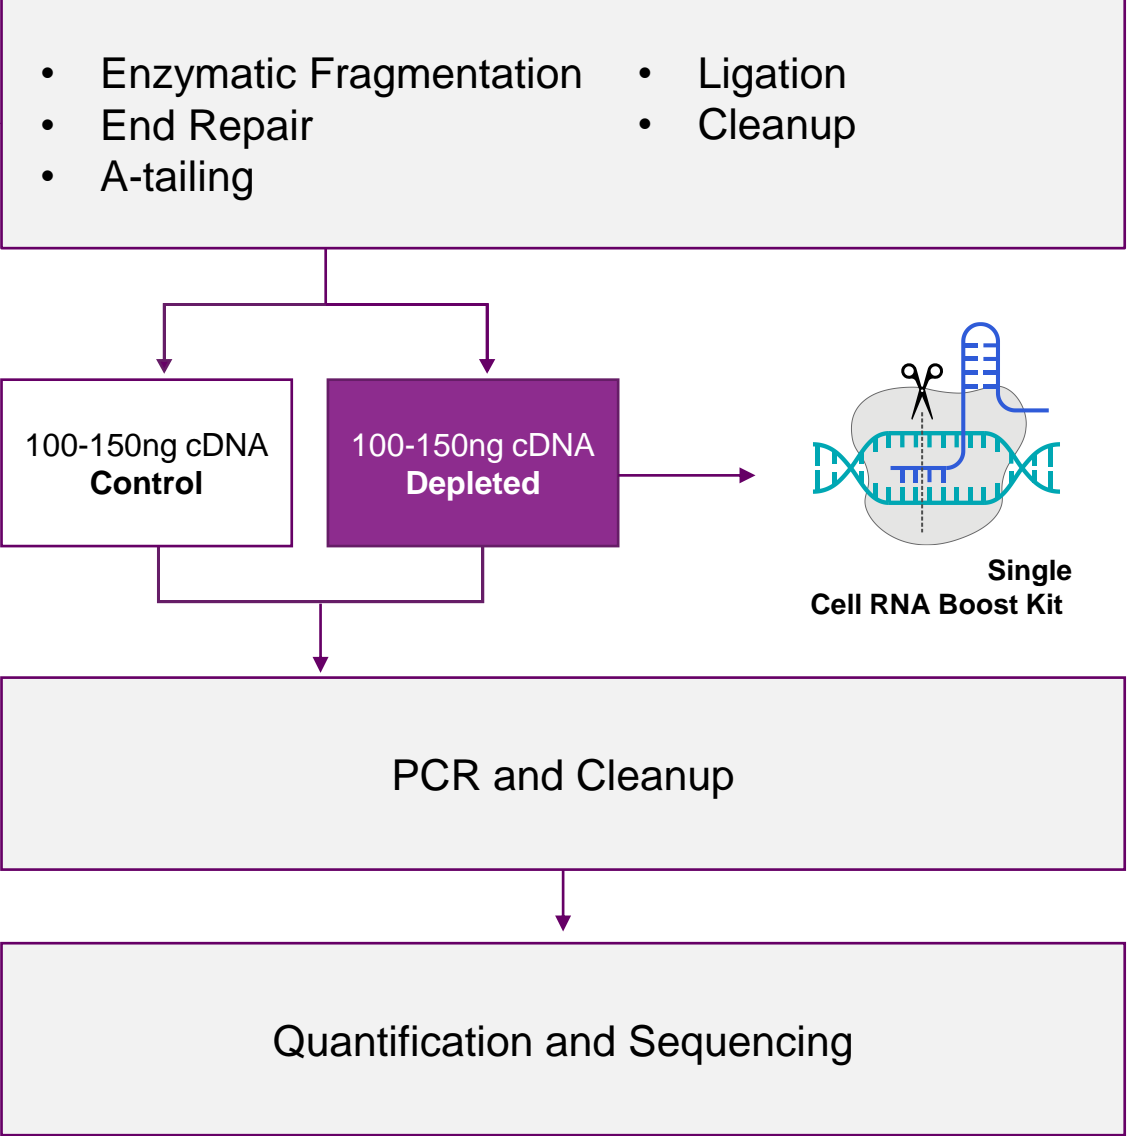 • Enzymatic Fragmentation
• End Repair
• A-tailing
• Ligation
• Cleanup
100-150ng cDNA
Control
100-150ng cDNA
Depleted
Single
Cell RNA Boost Kit
PCR and Cleanup
Quantification and Sequencing